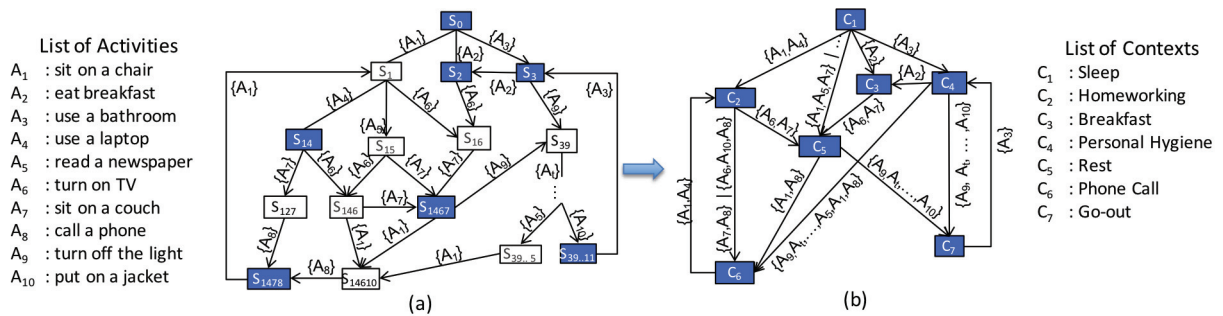 List of Activities
A1 : sit on a chair
A2 : eat breakfast
A3 : use a bathroom
A4 : use a laptop
A5 : read a newspaper
A6 : turn on TV
A7 : sit on a couch
A8 : call a phone
A9 : turn off the light
A10 : put on a jacket
S0
{A1}
{A2}
{A3}
S1
S2
S3
{A1}
{A2}
{A3}
{A4}
{A6}
{A6}
{A9}
{A5}
S14
S15
S16
S39
{A7}
{A6}
{A6}
{A7}
{A9}
{At}
S127
S146
{A7}
S1467
{A5}
{A10}
{A8}
{A1}
{A1}
{A1}
S39..5
S39..11
S1478
{A8}
S14610
(a)
C1
{A1,A4}
{A1,A5,A7} | ...
{A2}
{A3}
C2
C3
{A2}
C4
{A6,A7}
{A6,A7}
C5
{A1,A4}
{A7,A8} | {A6,A10,A8}
{A1,A8}
{A9,At,...,A5,A1,A8}
{A9,At,...,A10}
{A9, At, ...,A10}
{A3}
C6
C7
(b)
List of Contexts
C1 : Sleep
C2 : Homeworking
C3 : Breakfast
C4 : Personal Hygiene
C5 : Rest
C6 : Phone Call
C7 : Go-out